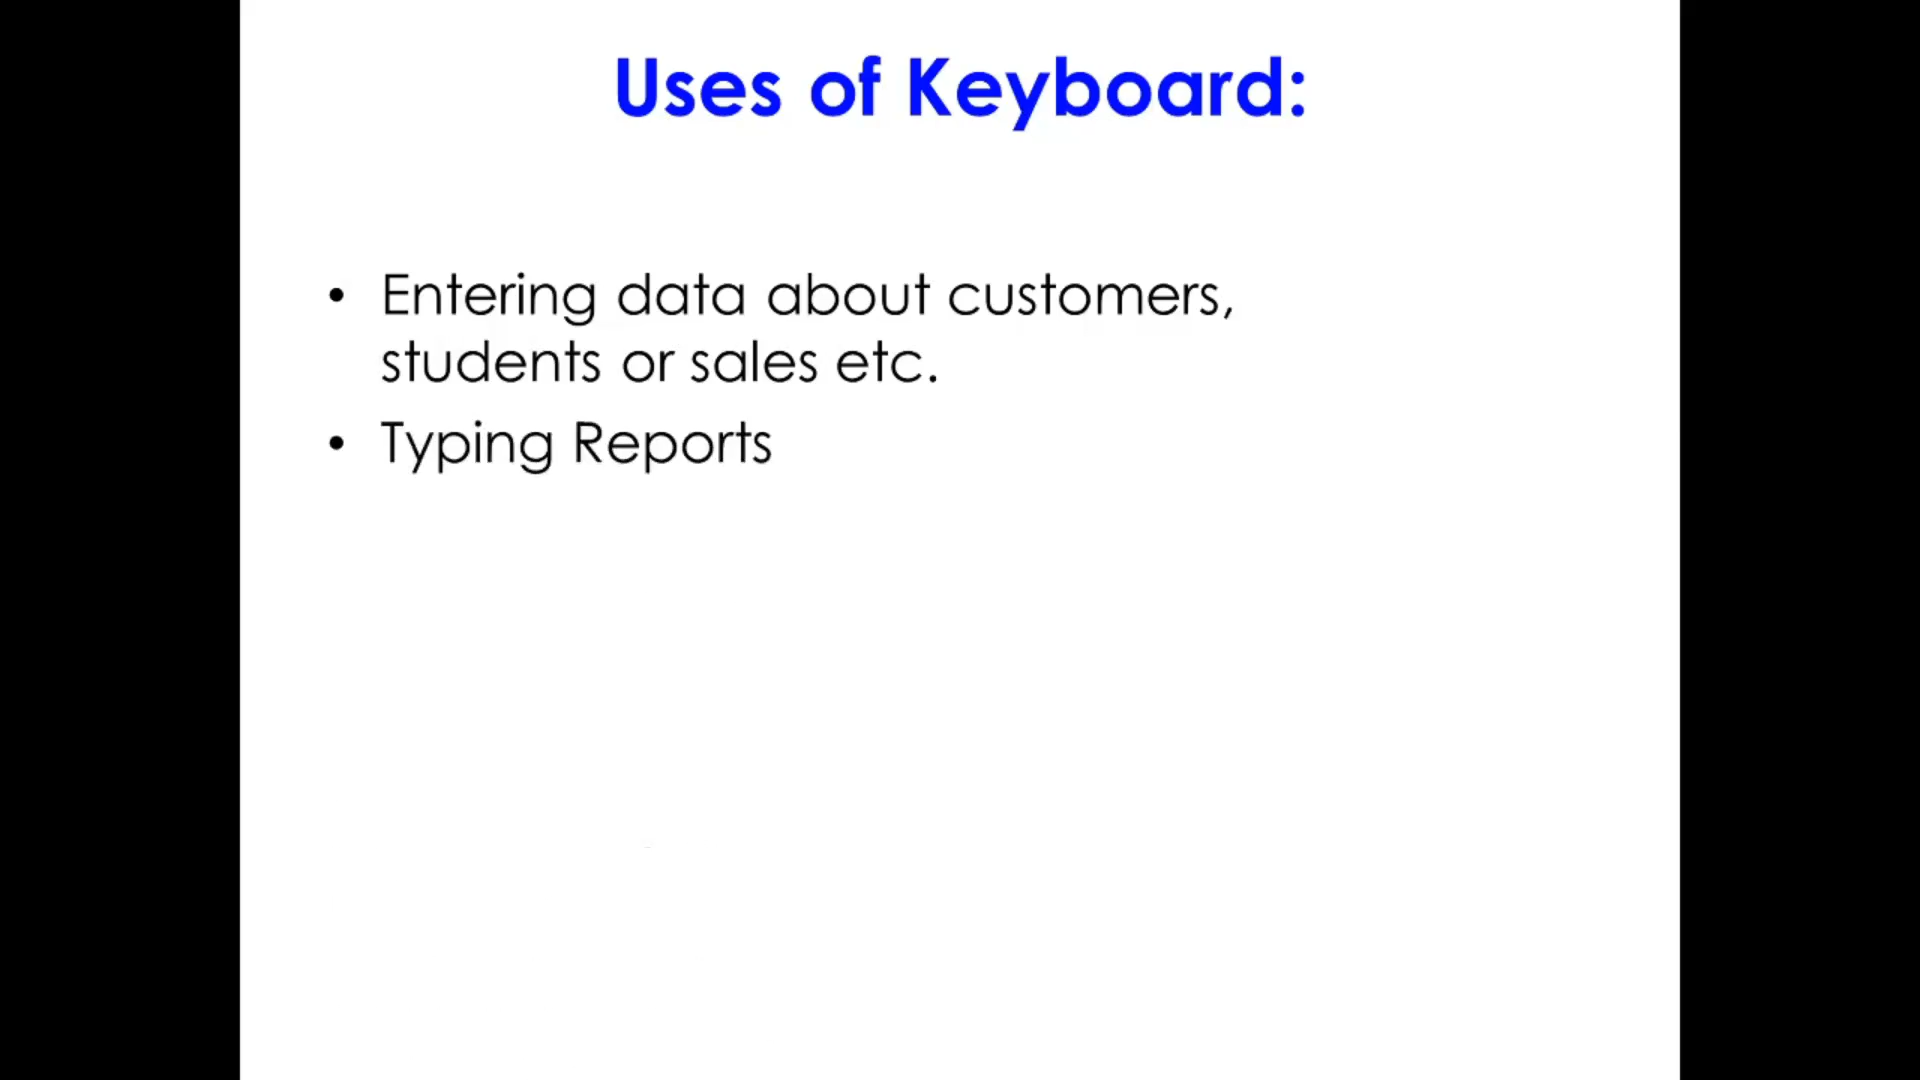 Uses of Keyboard:
• Entering data about customers,
students or sales etc.
• Typing Reports